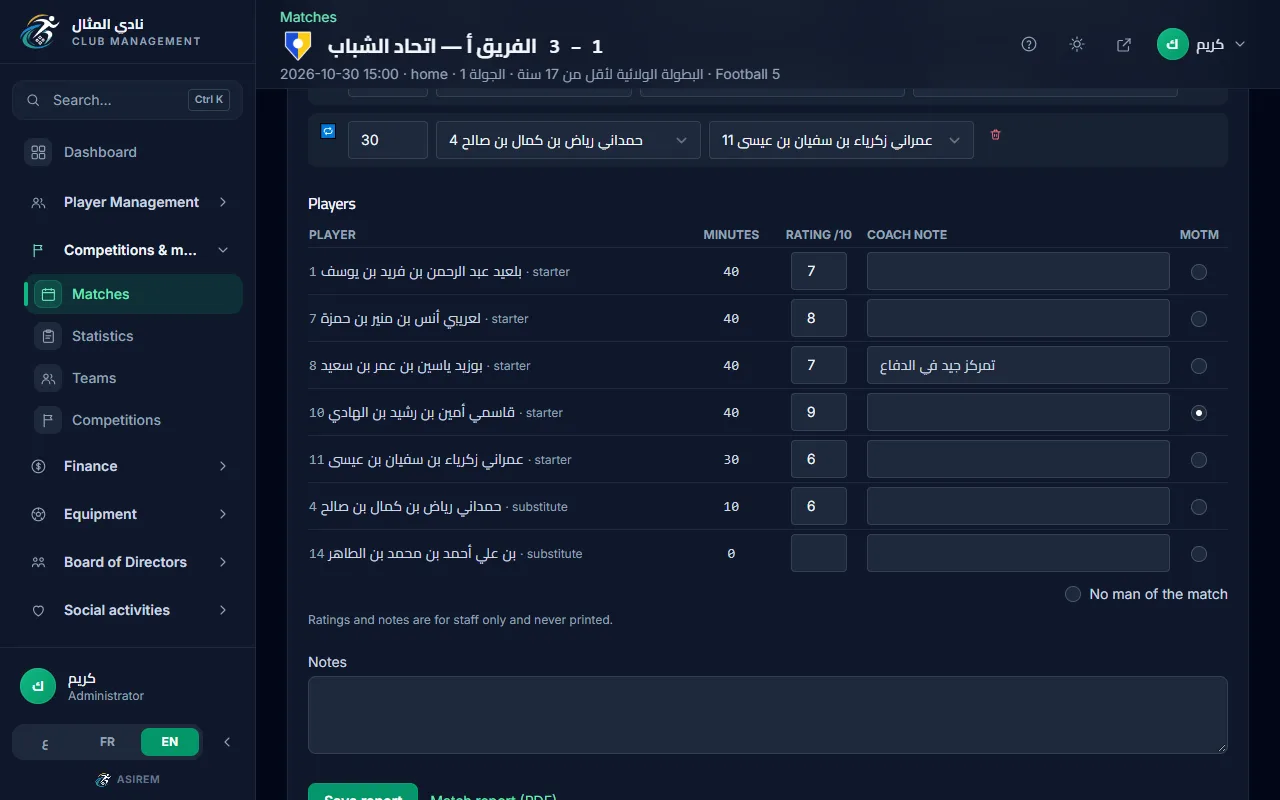 نادي المثال
CLUB MANAGEMENT
Search...
Ctrl K
Dashboard
Player Management
Competitions & m...
Matches
Statistics
Teams
Competitions
Finance
Equipment
Board of Directors
Social activities
ك
كريم
Administrator
ع
FR
EN
ASIREM
Matches
الفريق أ — اتحاد الشباب 3 – 1
2026-10-30 15:00 · home · البطولة الولائية لأقل من 17 سنة · الجولة 1 · Football 5
ك
كريم
30
4 حمداني رياض بن كمال بن صالح
11 عمراني زكرياء بن سفيان بن عيسى
Players
PLAYER MINUTES RATING /10 COACH NOTE MOTM
1 بلعيد عبد الرحمن بن فريد بن يوسف · starter 40 7
7 لعريبي أنس بن منير بن حمزة · starter 40 8
8 بوزيد ياسين بن عمر بن سعيد · starter 40 7 تمركز جيد في الدفاع
10 قاسمي أمين بن رشيد بن الهادي · starter 40 9
11 عمراني زكرياء بن سفيان بن عيسى · starter 30 6
4 حمداني رياض بن كمال بن صالح · substitute 10 6
14 بن علي أحمد بن محمد بن الطاهر · substitute 0
No man of the match
Ratings and notes are for staff only and never printed.
Notes
Save report
Match report (PDF)